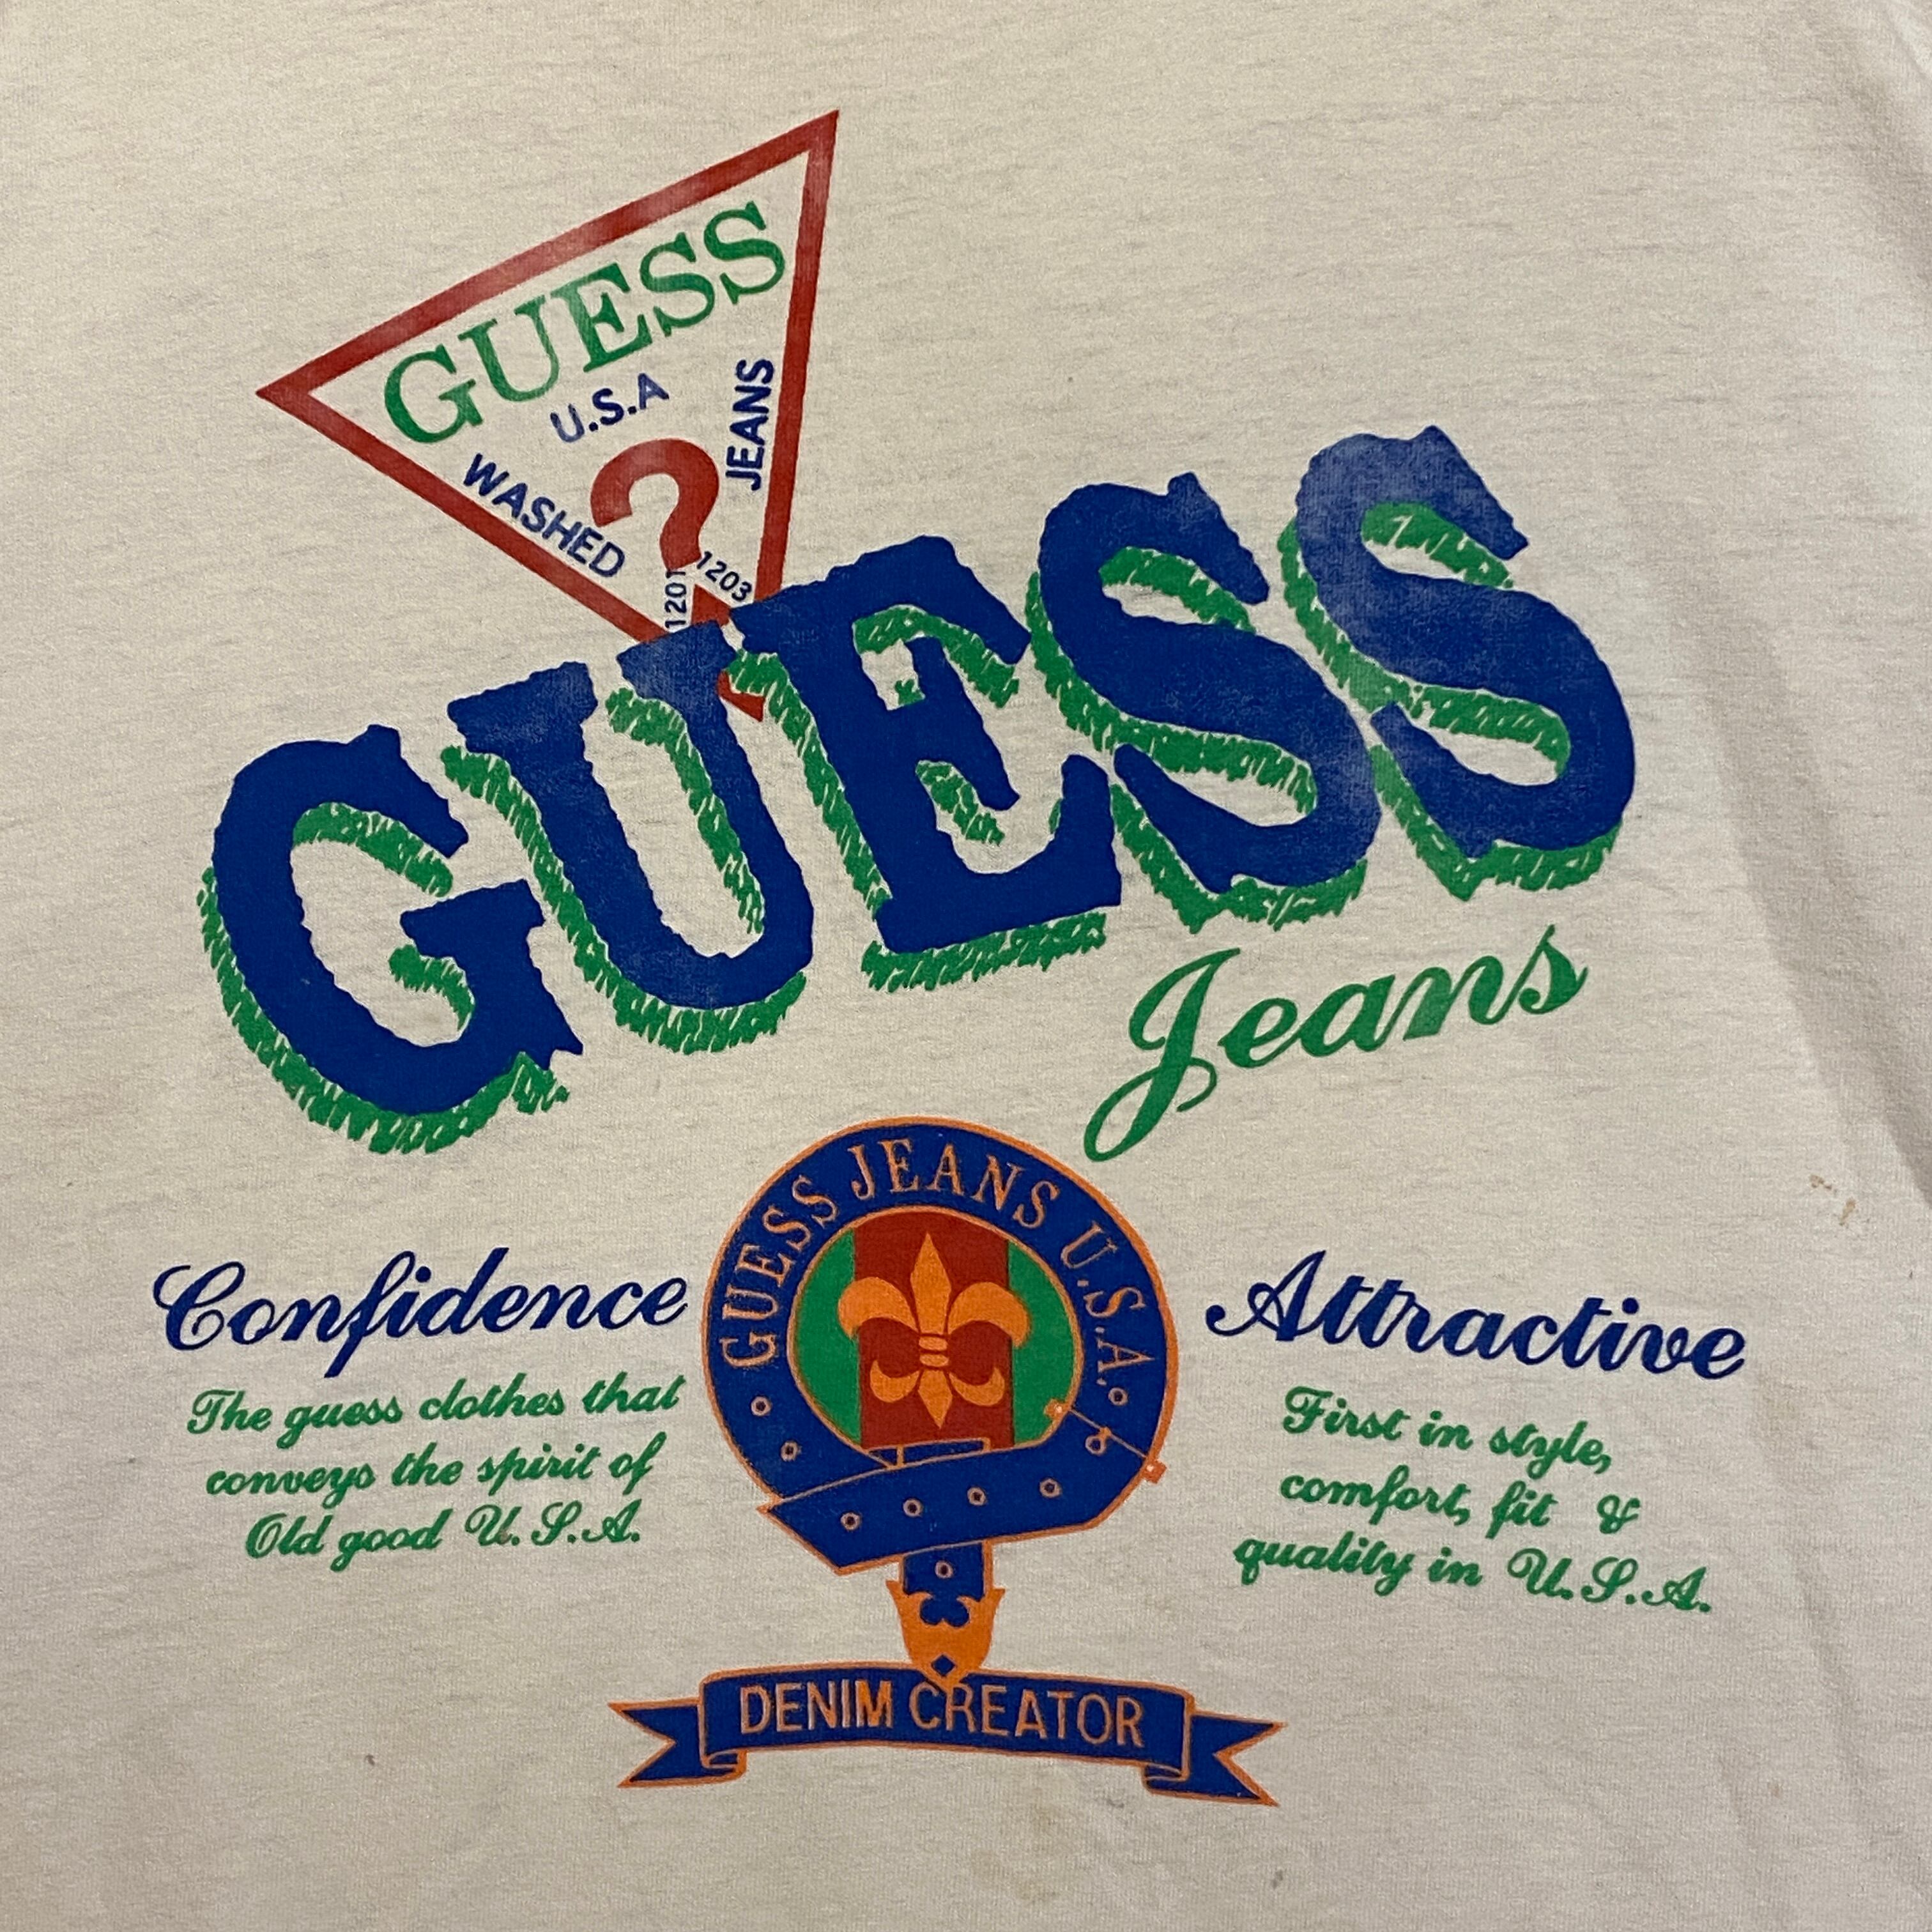 GUESS
U.S.A
WASHED
JEANS
1201
1203
GUESS
Jeans
GUESS JEANS U.S.A.
Confidence
The guess clothes that
conveys the spirit of
Old good U.S.A.
Attractive
First in style,
comfort, fit &
quality in U.S.A.
DENIM CREATOR